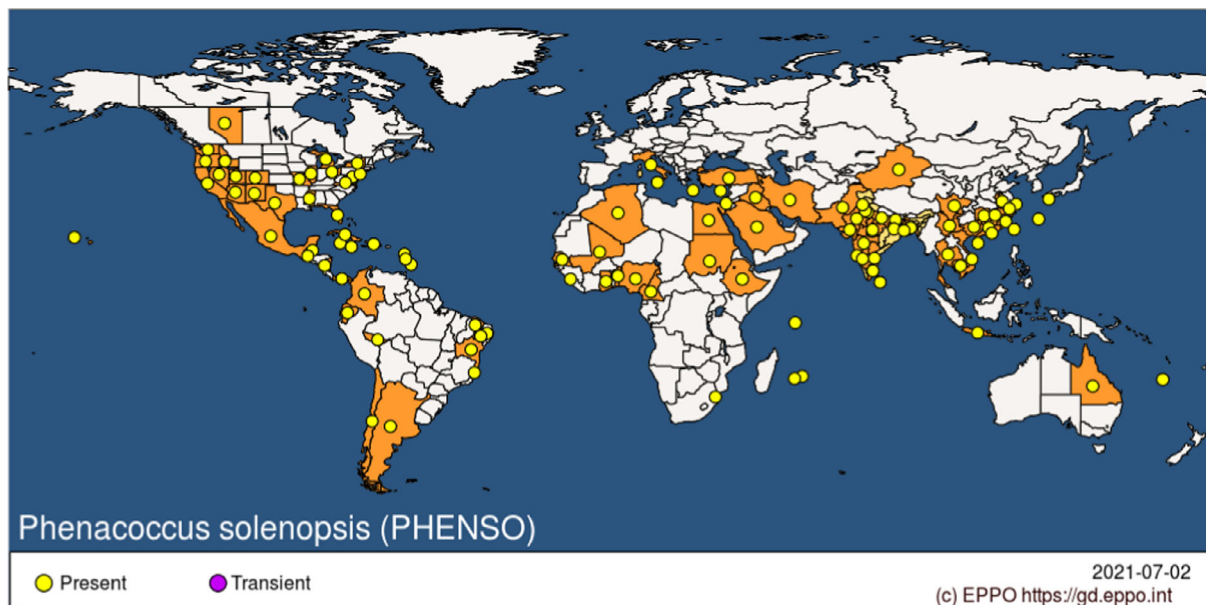 Phenacoccus solenopsis (PHENSO)
Present
Transient
2021-07-02
(c) EPPO https://gd.eppo.int